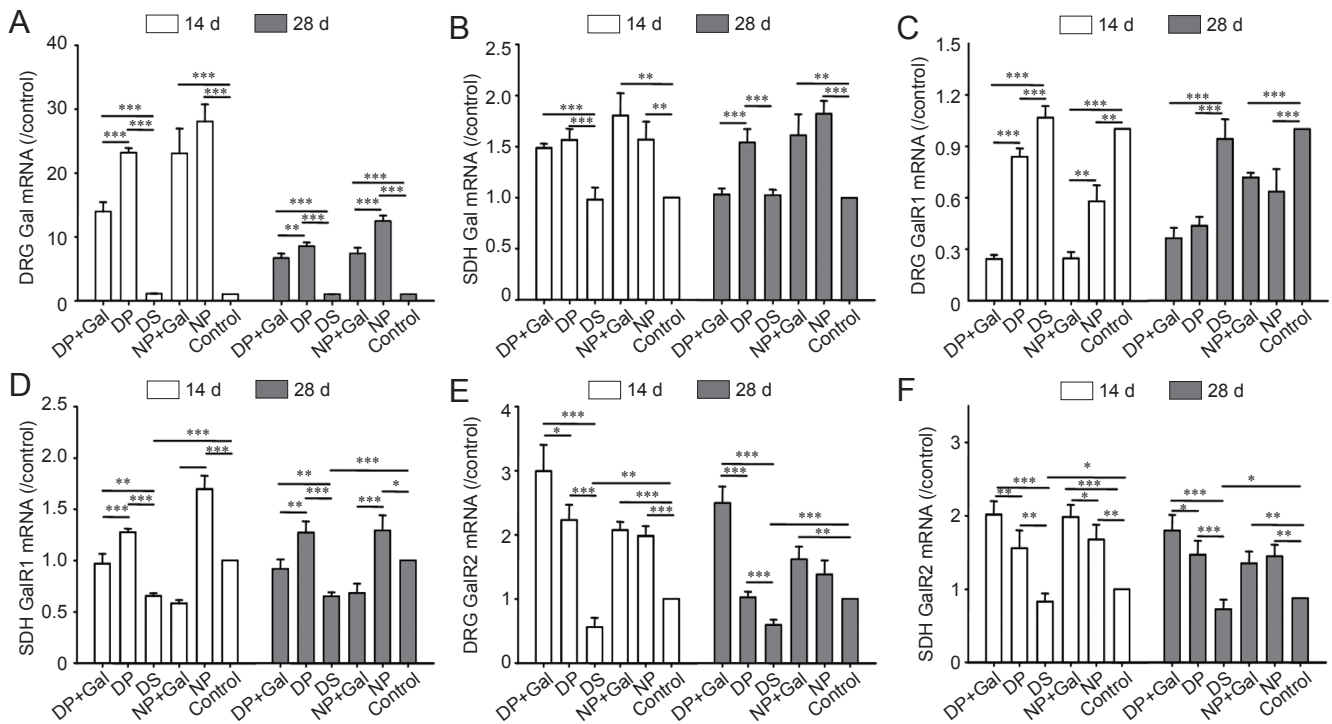 A
14 d
28 d
DRG Gal mRNA (/control)
40
30
20
10
0
***
***
***
***
***
***
**
***
***
***
***
DP+Gal
DP
DS
NP+Gal
NP
Control
DP+Gal
DP
DS
NP+Gal
NP
Control
B
14 d
28 d
SDH Gal mRNA (/control)
2.5
2.0
1.5
1.0
0.5
0
***
***
**
**
***
***
**
***
DP+Gal
DP
DS
NP+Gal
NP
Control
DP+Gal
DP
DS
NP+Gal
NP
Control
C
14 d
28 d
DRG GalR1 mRNA (/control)
1.5
1.2
0.9
0.6
0.3
0
***
***
***
***
**
**
***
***
***
***
DP+Gal
DP
DS
NP+Gal
NP
Control
DP+Gal
DP
DS
NP+Gal
NP
Control
D
14 d
28 d
SDH GalR1 mRNA (/control)
2.5
2.0
1.5
1.0
0.5
0
***
**
***
***
***
***
**
**
***
*
***
DP+Gal
DP
DS
NP+Gal
NP
Control
DP+Gal
DP
DS
NP+Gal
NP
Control
E
14 d
28 d
DRG GalR2 mRNA (/control)
4
3
2
1
0
***
*
**
***
***
***
***
***
***
**
***
DP+Gal
DP
DS
NP+Gal
NP
Control
DP+Gal
DP
DS
NP+Gal
NP
Control
F
14 d
28 d
SDH GalR2 mRNA (/control)
3
2
1
0
*
***
**
***
*
**
**
*
***
*
***
**
**
DP+Gal
DP
DS
NP+Gal
NP
Control
DP+Gal
DP
DS
NP+Gal
NP
Control